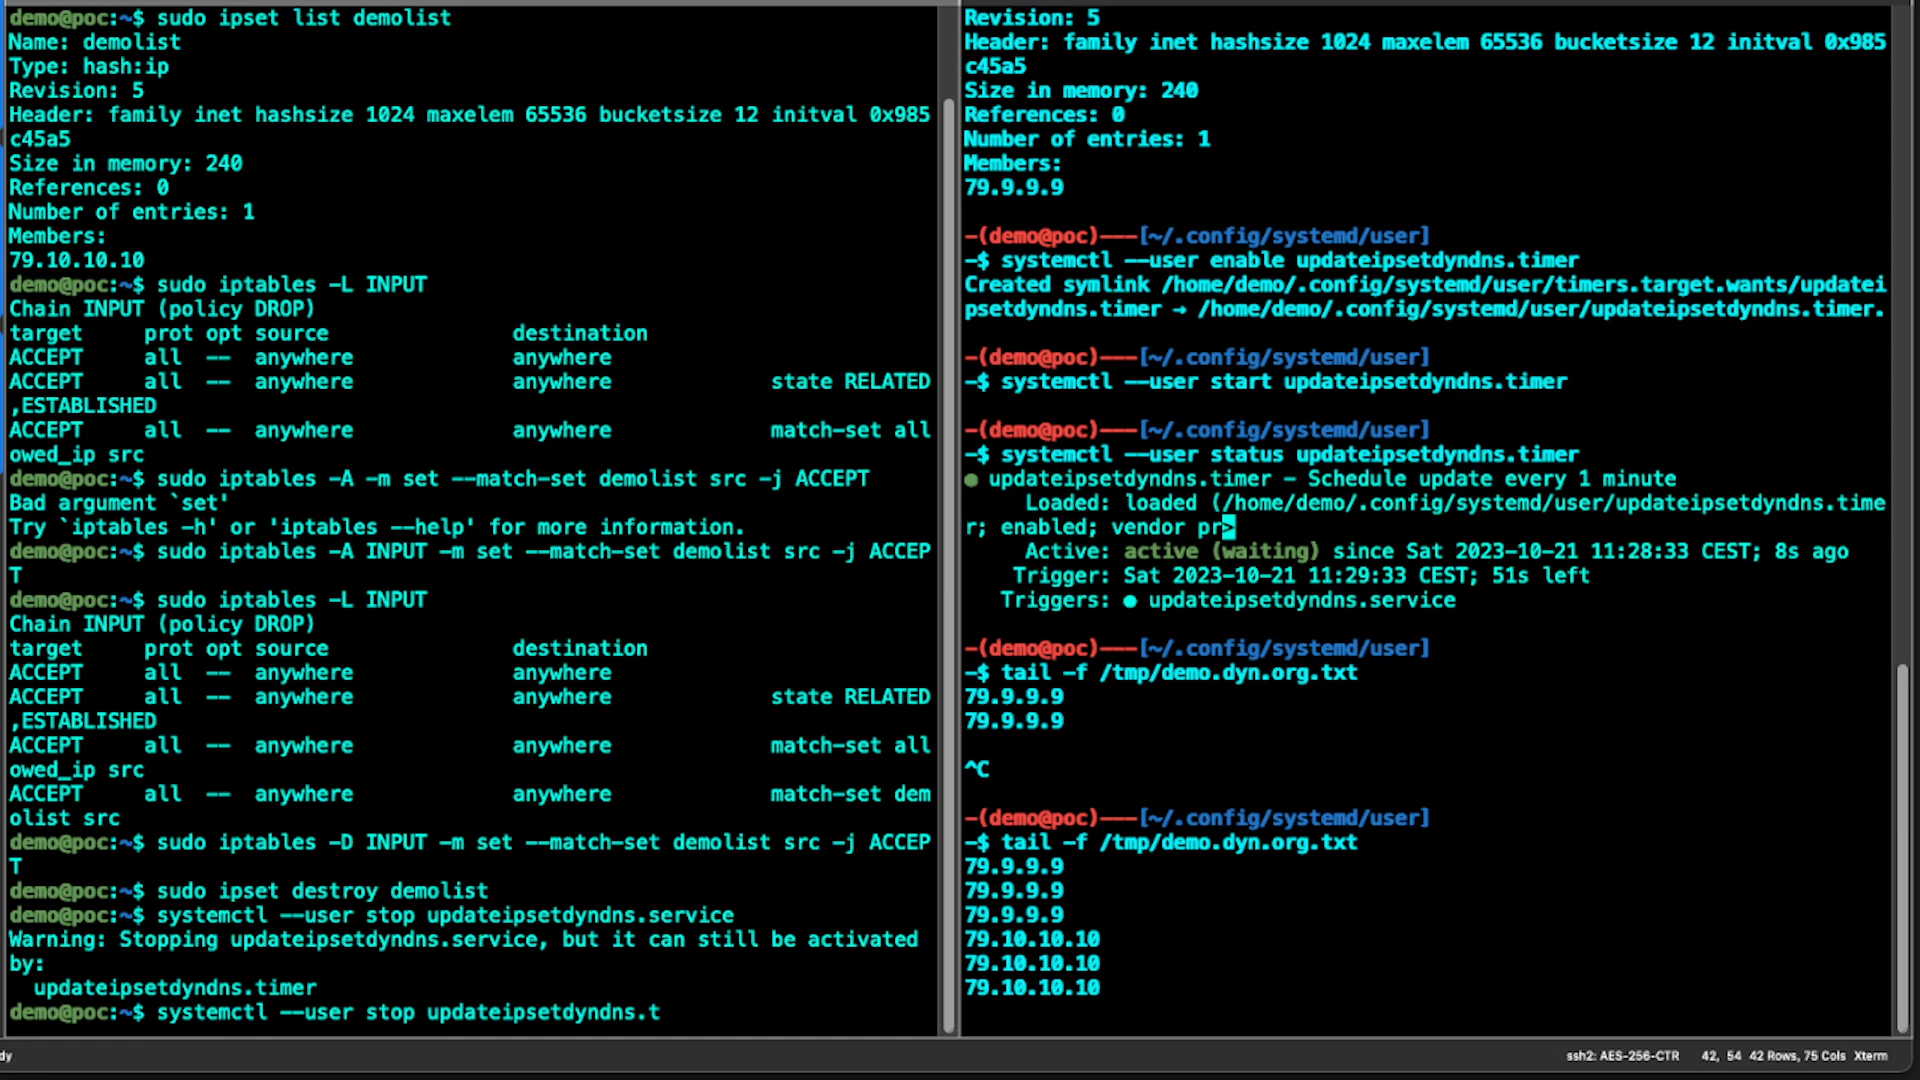 demo@poc:~$ sudo ipset list demolist
Name: demolist
Type: hash:ip
Revision: 5
Header: family inet hashsize 1024 maxelem 65536 bucketsize 12 initval 0x985
c45a5
Size in memory: 240
References: 0
Number of entries: 1
Members:
79.10.10.10
demo@poc:~$ sudo iptables -L INPUT
Chain INPUT (policy DROP)
target     prot opt source               destination
ACCEPT     all  --  anywhere             anywhere
ACCEPT     all  --  anywhere             anywhere             state RELATED
,ESTABLISHED
ACCEPT     all  --  anywhere             anywhere             match-set all
owed_ip src
demo@poc:~$ sudo iptables -A -m set --match-set demolist src -j ACCEPT
Bad argument `set'
Try `iptables -h' or 'iptables --help' for more information.
demo@poc:~$ sudo iptables -A INPUT -m set --match-set demolist src -j ACCEP
T
demo@poc:~$ sudo iptables -L INPUT
Chain INPUT (policy DROP)
target     prot opt source               destination
ACCEPT     all  --  anywhere             anywhere
ACCEPT     all  --  anywhere             anywhere             state RELATED
,ESTABLISHED
ACCEPT     all  --  anywhere             anywhere             match-set all
owed_ip src
ACCEPT     all  --  anywhere             anywhere             match-set dem
olist src
demo@poc:~$ sudo iptables -D INPUT -m set --match-set demolist src -j ACCEP
T
demo@poc:~$ sudo ipset destroy demolist
demo@poc:~$ systemctl --user stop updateipsetdyndns.service
Warning: Stopping updateipsetdyndns.service, but it can still be activated
by:
  updateipsetdyndns.timer
demo@poc:~$ systemctl --user stop updateipsetdyndns.t
Revision: 5
Header: family inet hashsize 1024 maxelem 65536 bucketsize 12 initval 0x985
c45a5
Size in memory: 240
References: 0
Number of entries: 1
Members:
79.9.9.9
-(demo@poc)---[~/.config/systemd/user]
-$ systemctl --user enable updateipsetdyndns.timer
Created symlink /home/demo/.config/systemd/user/timers.target.wants/updatei
psetdyndns.timer → /home/demo/.config/systemd/user/updateipsetdyndns.timer.
-(demo@poc)---[~/.config/systemd/user]
-$ systemctl --user start updateipsetdyndns.timer
-(demo@poc)---[~/.config/systemd/user]
-$ systemctl --user status updateipsetdyndns.timer
● updateipsetdyndns.timer - Schedule update every 1 minute
     Loaded: loaded (/home/demo/.config/systemd/user/updateipsetdyndns.time
r; enabled; vendor pr>
     Active: active (waiting) since Sat 2023-10-21 11:28:33 CEST; 8s ago
    Trigger: Sat 2023-10-21 11:29:33 CEST; 51s left
   Triggers: ● updateipsetdyndns.service
-(demo@poc)---[~/.config/systemd/user]
-$ tail -f /tmp/demo.dyn.org.txt
79.9.9.9
79.9.9.9
^C
-(demo@poc)---[~/.config/systemd/user]
-$ tail -f /tmp/demo.dyn.org.txt
79.9.9.9
79.9.9.9
79.9.9.9
79.10.10.10
79.10.10.10
79.10.10.10
dy
ssh2: AES-256-CTR   42, 54   42 Rows, 75 Cols   Xterm